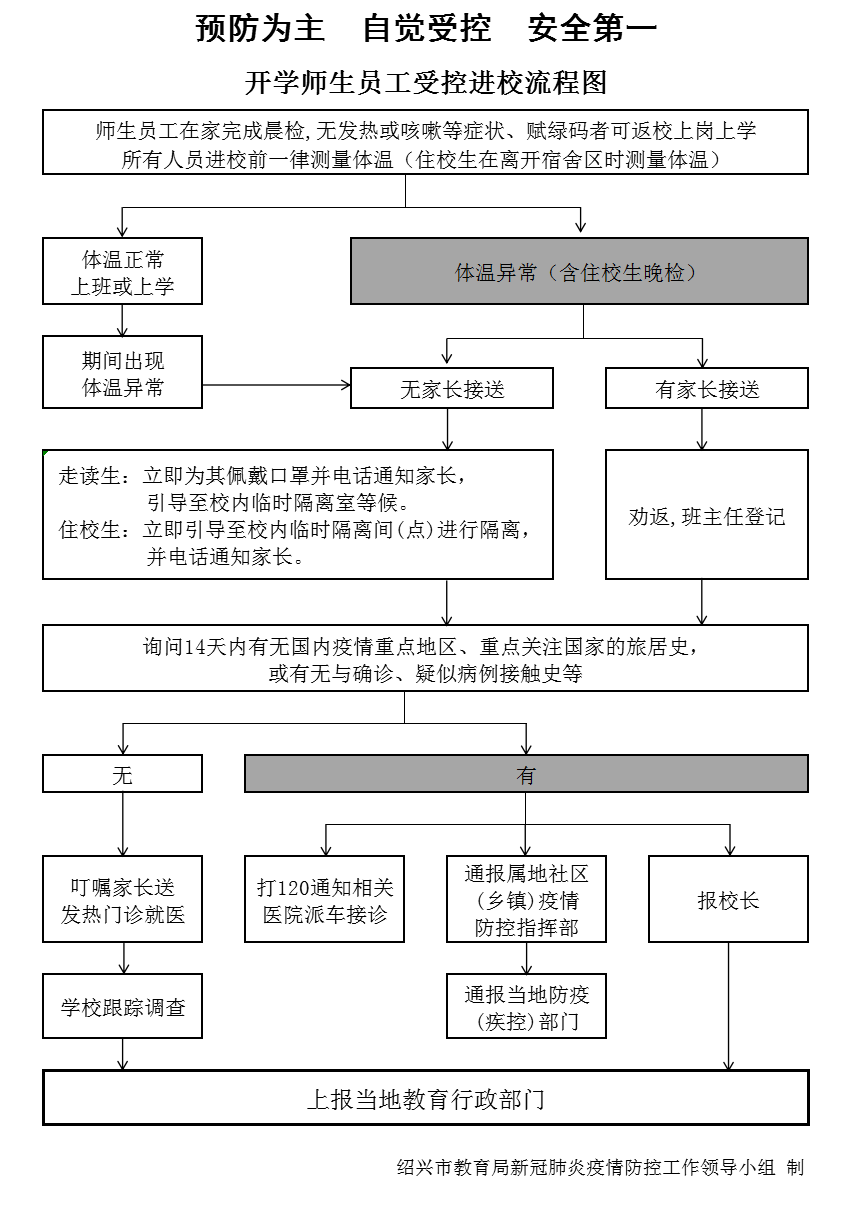 预防为主　自觉受控　安全第一
开学师生员工受控进校流程图
师生员工在家完成晨检,无发热或咳嗽等症状、赋绿码者可返校上岗上学
所有人员进校前一律测量体温（住校生在离开宿舍区时测量体温）
体温正常
上班或上学
体温异常（含住校生晚检）
期间出现
体温异常
无家长接送
有家长接送
走读生：立即为其佩戴口罩并电话通知家长，
引导至校内临时隔离室等候。
住校生：立即引导至校内临时隔离间(点)进行隔离，
并电话通知家长。
劝返,班主任登记
询问14天内有无国内疫情重点地区、重点关注国家的旅居史，
或有无与确诊、疑似病例接触史等
无
有
叮嘱家长送
发热门诊就医
打120通知相关
医院派车接诊
通报属地社区
(乡镇)疫情
防控指挥部
报校长
学校跟踪调查
通报当地防疫
(疾控)部门
上报当地教育行政部门
绍兴市教育局新冠肺炎疫情防控工作领导小组 制